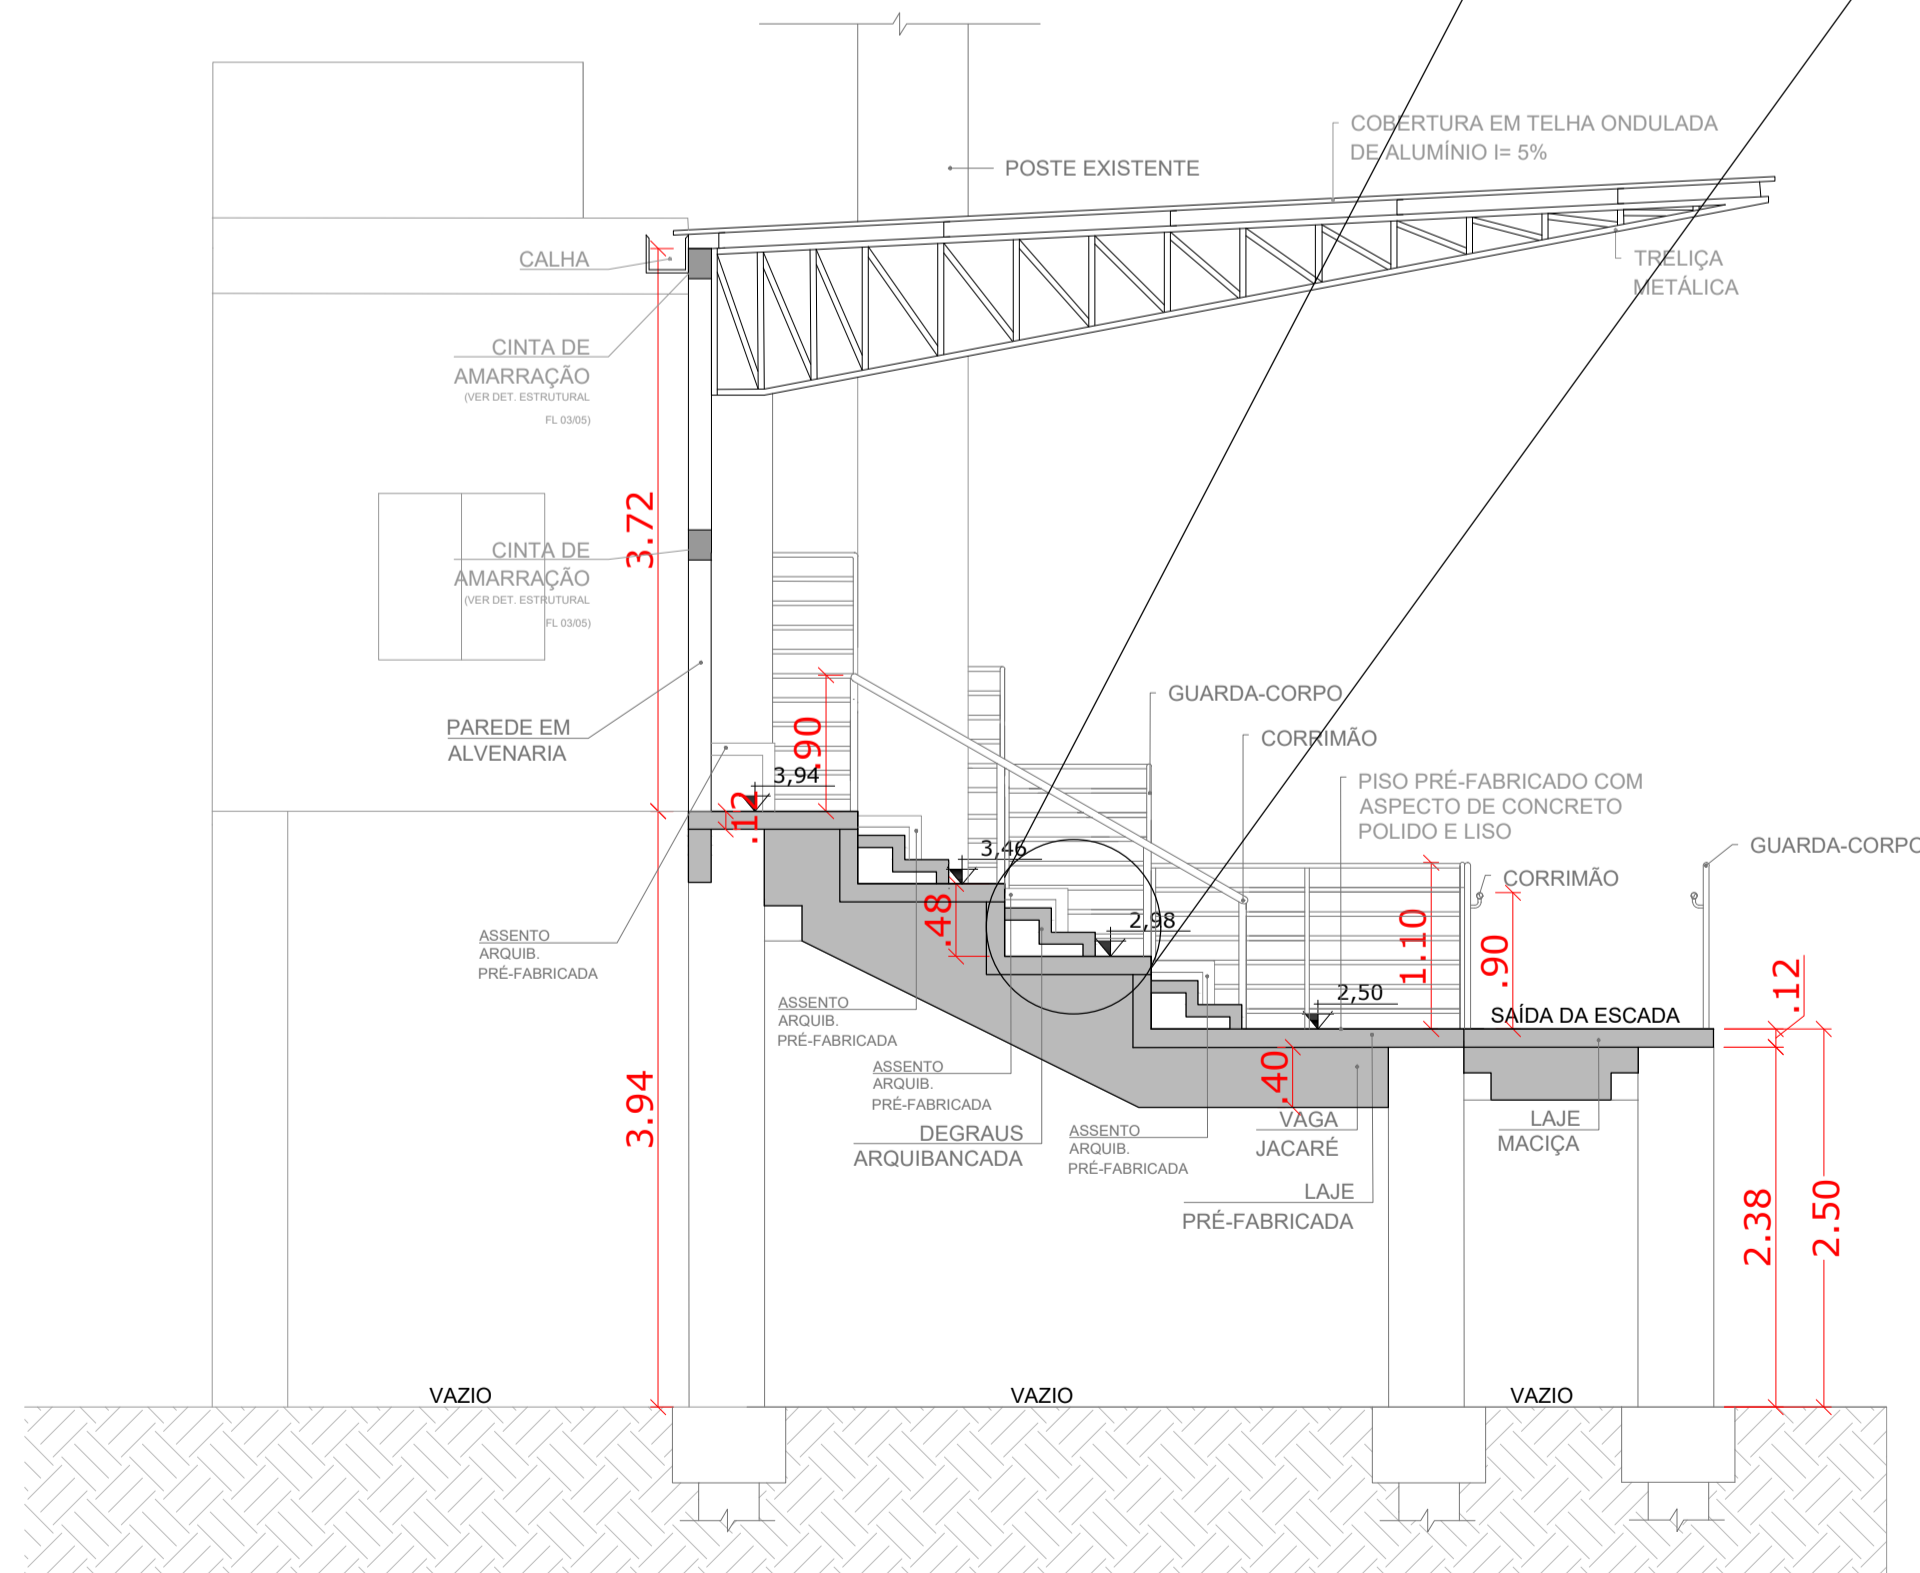 COBERTURA EM TELHA ONDULADA
DE ALUMÍNIO I= 5%
POSTE EXISTENTE
CALHA
TRELIÇA
METÁLICA
CINTA DE
AMARRAÇÃO
(VER DET. ESTRUTURAL
FL 03/05)
3.72
CINTA DE
AMARRAÇÃO
(VER DET. ESTRUTURAL
FL 03/05)
GUARDA-CORPO
PAREDE EM
ALVENARIA
.90
CORRIMÃO
3,94
PISO PRÉ-FABRICADO COM
ASPECTO DE CONCRETO
POLIDO E LISO
.12
3,46
GUARDA-CORPO
CORRIMÃO
.48
2,98
1.10
.90
ASSENTO
ARQUIB.
PRÉ-FABRICADA
2,50
SAÍDA DA ESCADA
.12
ASSENTO
ARQUIB.
PRÉ-FABRICADA
ASSENTO
ARQUIB.
PRÉ-FABRICADA
.40
3.94
DEGRAUS
ARQUIBANCADA
ASSENTO
ARQUIB.
PRÉ-FABRICADA
VAGA
JACARÉ
LAJE
MACIÇA
LAJE
PRÉ-FABRICADA
2.38
2.50
VAZIO
VAZIO
VAZIO